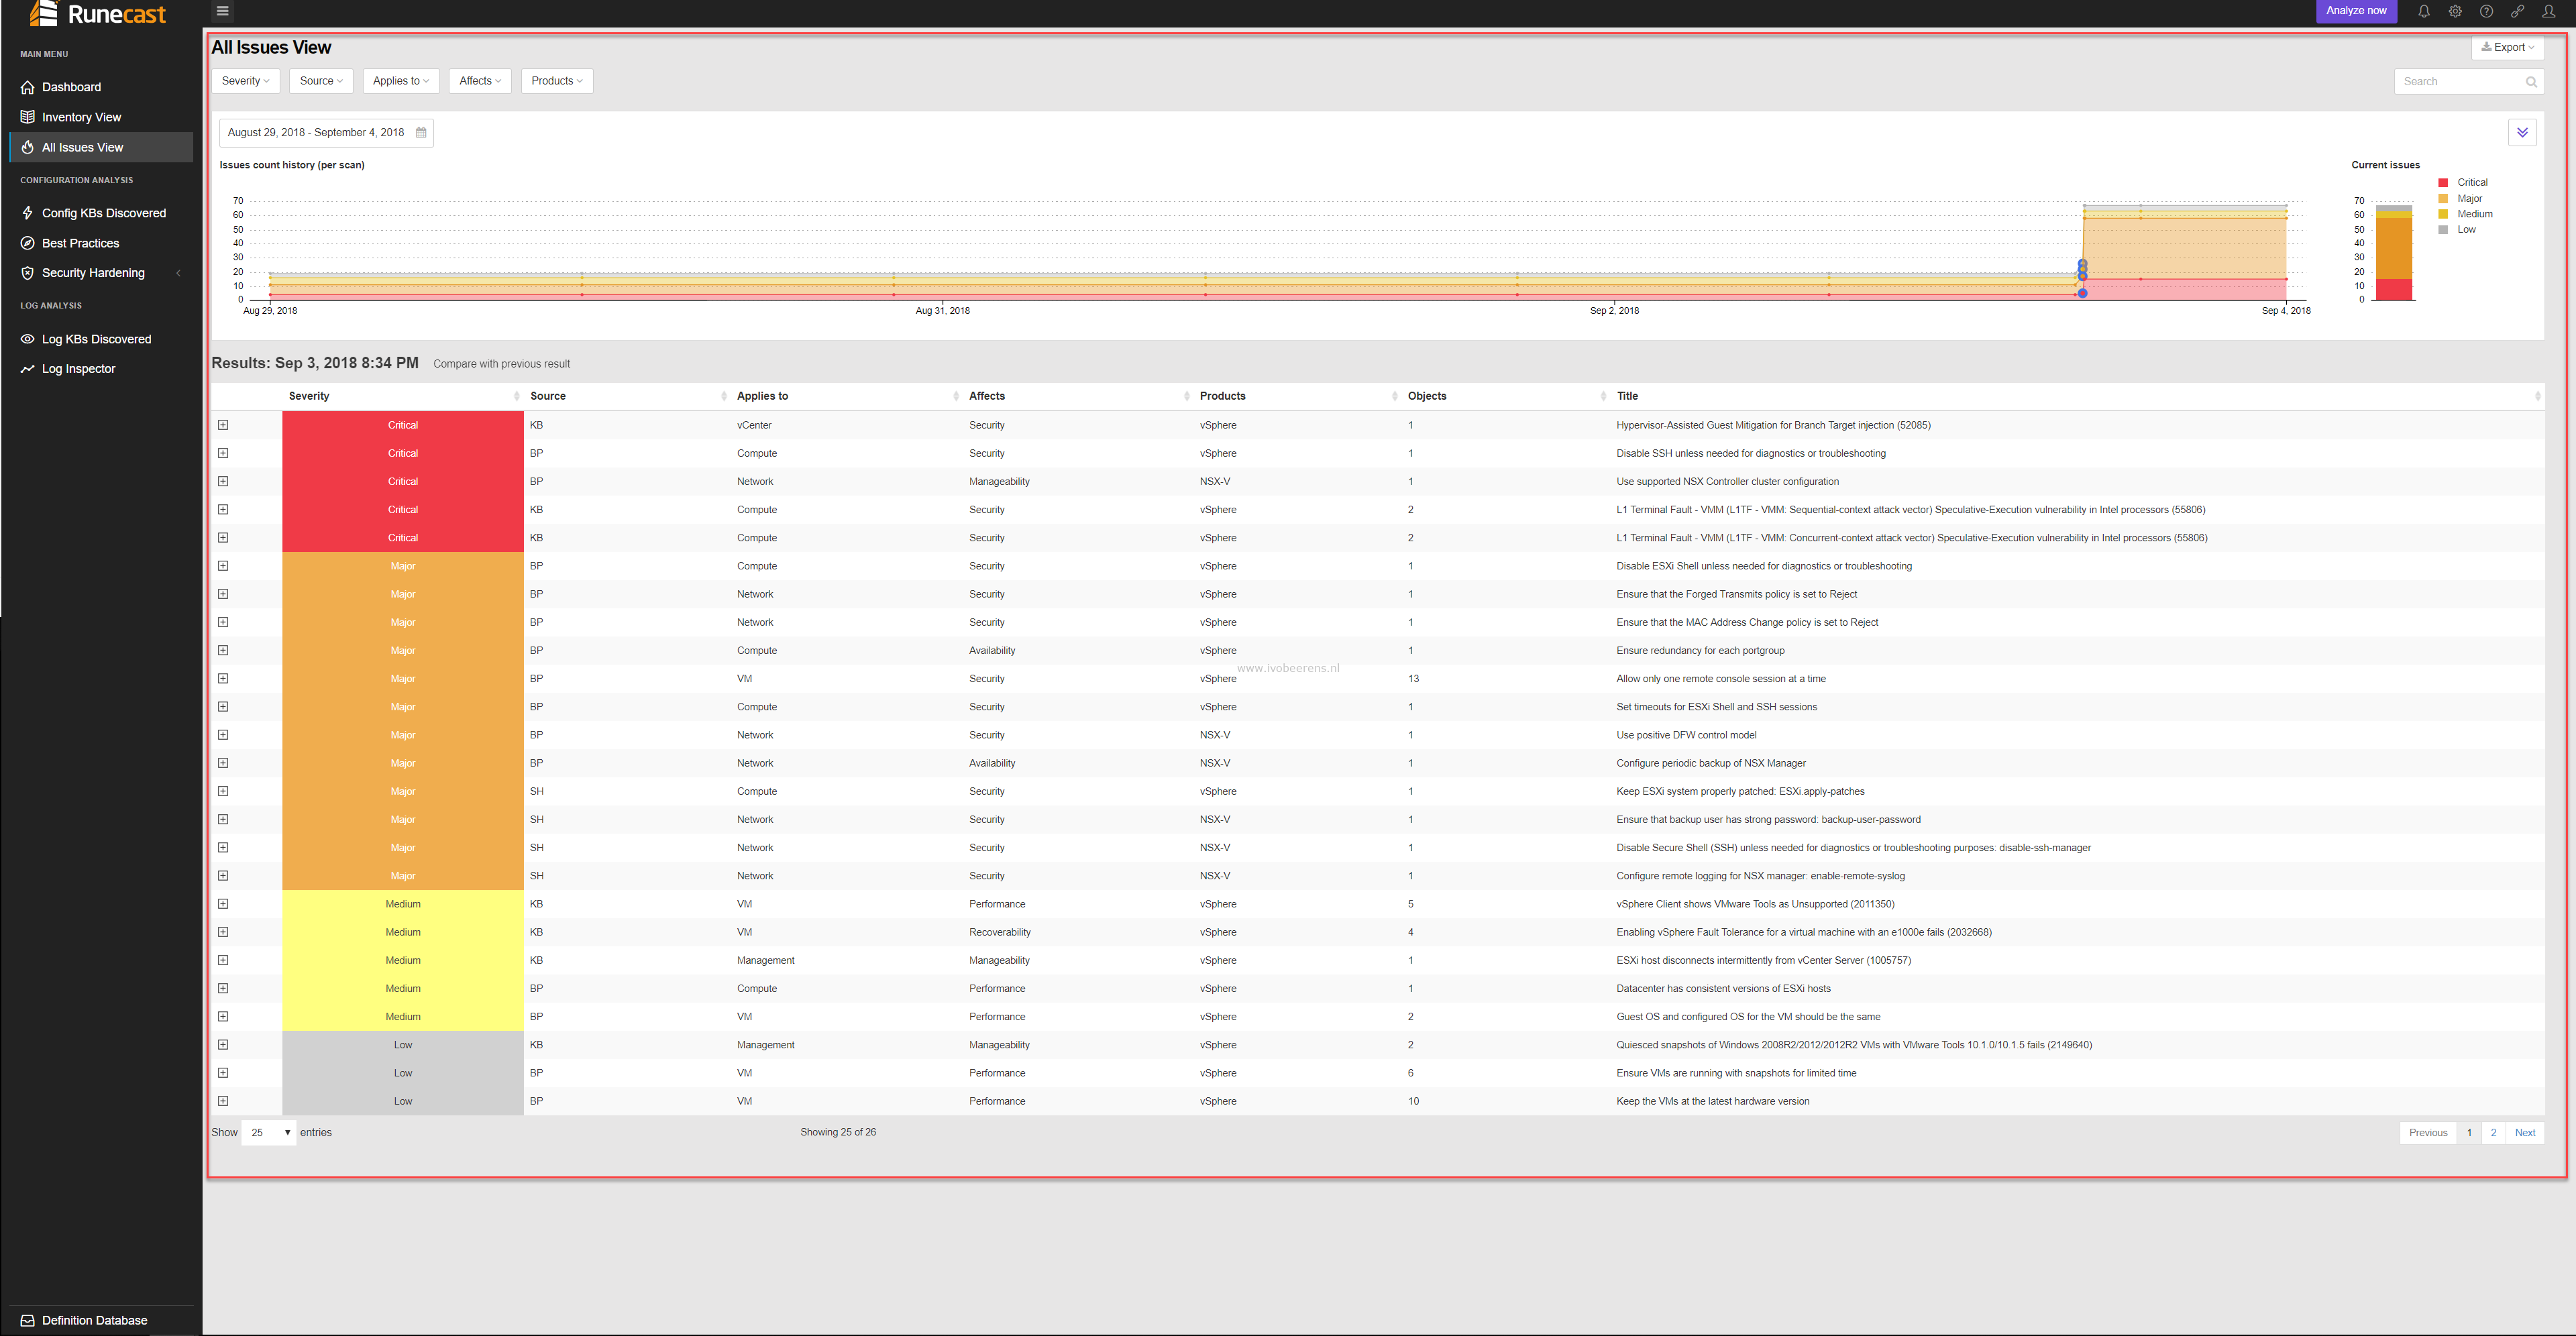 Runecast
Analyze now
MAIN MENU
Dashboard
Inventory View
All Issues View
CONFIGURATION ANALYSIS
Config KBs Discovered
Best Practices
Security Hardening
LOG ANALYSIS
Log KBs Discovered
Log Inspector
Definition Database
All Issues View
Export
Severity Source Applies to Affects Products
Search
August 29, 2018 - September 4, 2018
Issues count history (per scan)
70
60
50
40
30
20
10
0
Aug 29, 2018 Aug 31, 2018 Sep 2, 2018 Sep 4, 2018
Current issues
70
60
50
40
30
20
10
0
Critical
Major
Medium
Low
Results: Sep 3, 2018 8:34 PM Compare with previous result
Severity Source Applies to Affects Products Objects Title
Critical KB vCenter Security vSphere 1 Hypervisor-Assisted Guest Mitigation for Branch Target injection (52085)
Critical BP Compute Security vSphere 1 Disable SSH unless needed for diagnostics or troubleshooting
Critical BP Network Manageability NSX-V 1 Use supported NSX Controller cluster configuration
Critical KB Compute Security vSphere 2 L1 Terminal Fault - VMM (L1TF - VMM: Sequential-context attack vector) Speculative-Execution vulnerability in Intel processors (55806)
Critical KB Compute Security vSphere 2 L1 Terminal Fault - VMM (L1TF - VMM: Concurrent-context attack vector) Speculative-Execution vulnerability in Intel processors (55806)
Major BP Compute Security vSphere 1 Disable ESXi Shell unless needed for diagnostics or troubleshooting
Major BP Network Security vSphere 1 Ensure that the Forged Transmits policy is set to Reject
Major BP Network Security vSphere 1 Ensure that the MAC Address Change policy is set to Reject
Major BP Compute Availability vSphere 1 Ensure redundancy for each portgroup
www.ivobeerens.nl
Major BP VM Security vSphere 13 Allow only one remote console session at a time
Major BP Compute Security vSphere 1 Set timeouts for ESXi Shell and SSH sessions
Major BP Network Security NSX-V 1 Use positive DFW control model
Major BP Network Availability NSX-V 1 Configure periodic backup of NSX Manager
Major SH Compute Security vSphere 1 Keep ESXi system properly patched: ESXi.apply-patches
Major SH Network Security NSX-V 1 Ensure that backup user has strong password: backup-user-password
Major SH Network Security NSX-V 1 Disable Secure Shell (SSH) unless needed for diagnostics or troubleshooting purposes: disable-ssh-manager
Major SH Network Security NSX-V 1 Configure remote logging for NSX manager: enable-remote-syslog
Medium KB VM Performance vSphere 5 vSphere Client shows VMware Tools as Unsupported (2011350)
Medium KB VM Recoverability vSphere 4 Enabling vSphere Fault Tolerance for a virtual machine with an e1000e fails (2032668)
Medium KB Management Manageability vSphere 1 ESXi host disconnects intermittently from vCenter Server (1005757)
Medium BP Compute Performance vSphere 1 Datacenter has consistent versions of ESXi hosts
Medium BP VM Performance vSphere 2 Guest OS and configured OS for the VM should be the same
Low KB Management Manageability vSphere 2 Quiesced snapshots of Windows 2008R2/2012/2012R2 VMs with VMware Tools 10.1.0/10.1.5 fails (2149640)
Low BP VM Performance vSphere 6 Ensure VMs are running with snapshots for limited time
Low BP VM Performance vSphere 10 Keep the VMs at the latest hardware version
Show 25 entries Showing 25 of 26 Previous 1 2 Next